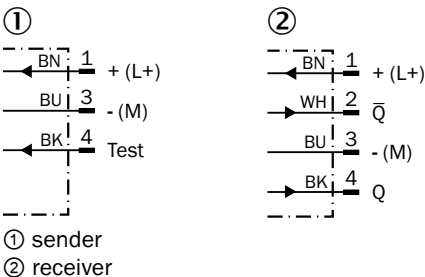 ①
BN 1 + (L+)
BU 3 - (M)
BK 4 Test
②
BN 1 + (L+)
WH 2 Q̅
BU 3 - (M)
BK 4 Q
① sender
② receiver